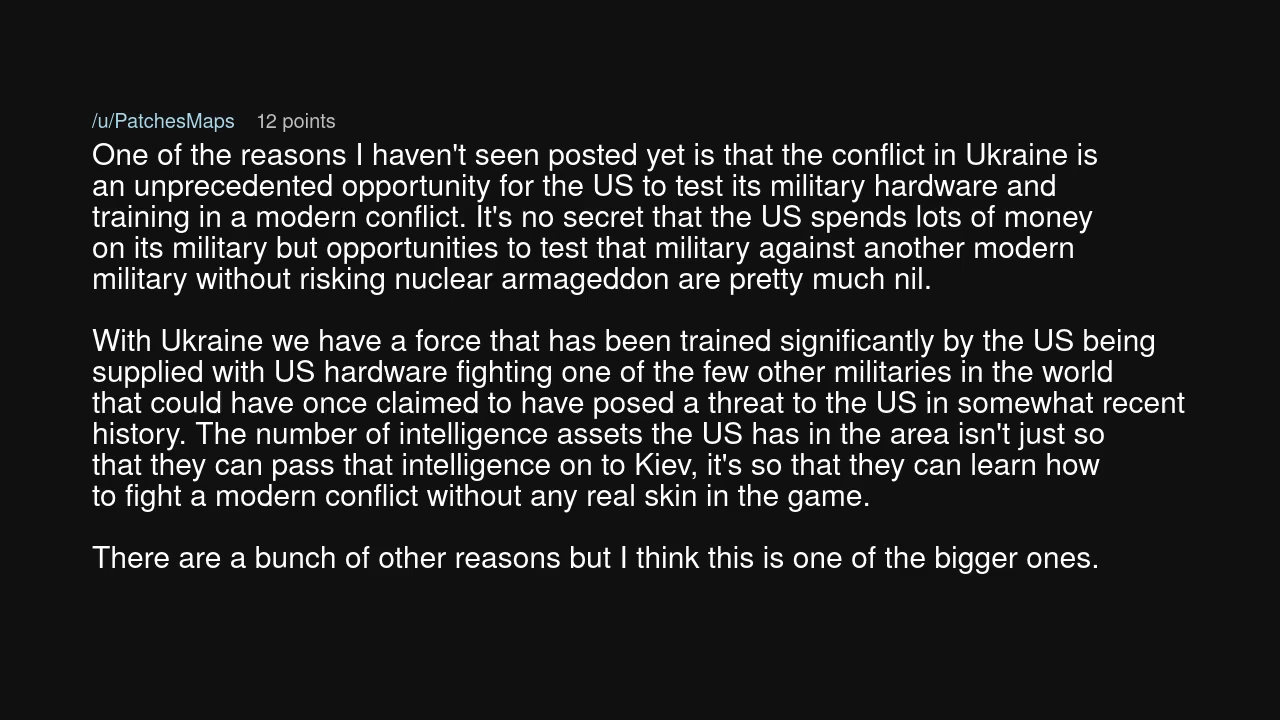 /u/PatchesMaps 12 points
One of the reasons I haven't seen posted yet is that the conflict in Ukraine is
an unprecedented opportunity for the US to test its military hardware and
training in a modern conflict. It's no secret that the US spends lots of money
on its military but opportunities to test that military against another modern
military without risking nuclear armageddon are pretty much nil.
With Ukraine we have a force that has been trained significantly by the US being
supplied with US hardware fighting one of the few other militaries in the world
that could have once claimed to have posed a threat to the US in somewhat recent
history. The number of intelligence assets the US has in the area isn't just so
that they can pass that intelligence on to Kiev, it's so that they can learn how
to fight a modern conflict without any real skin in the game.
There are a bunch of other reasons but I think this is one of the bigger ones.